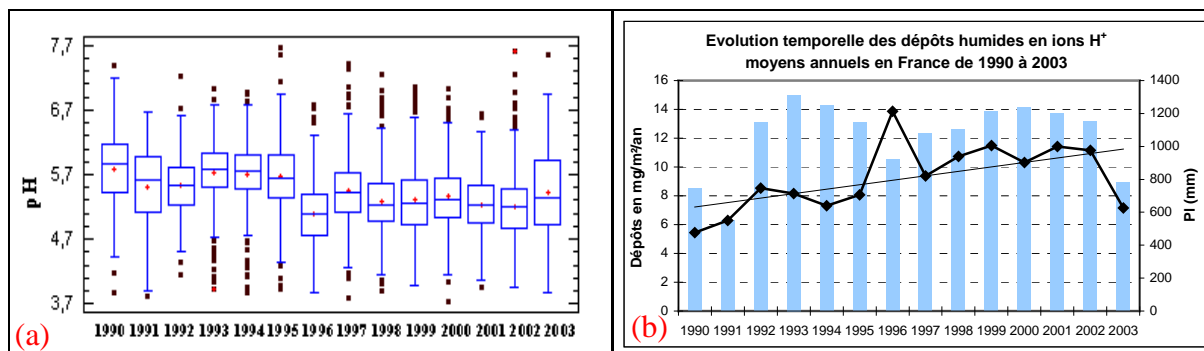 7,7
6,7
5,7
4,7
3,7
pH
1990 1991 1992 1993 1994 1995 1996 1997 1998 1999 2000 2001 2002 2003
(a)
Evolution temporelle des dépôts humides en ions H+
moyens annuels en France de 1990 à 2003
16
14
12
10
8
6
4
2
0
Dépôts en mg/m²/an
1400
1200
1000
800
600
400
200
0
Pl (mm)
1990 1991 1992 1993 1994 1995 1996 1997 1998 1999 2000 2001 2002 2003
(b)